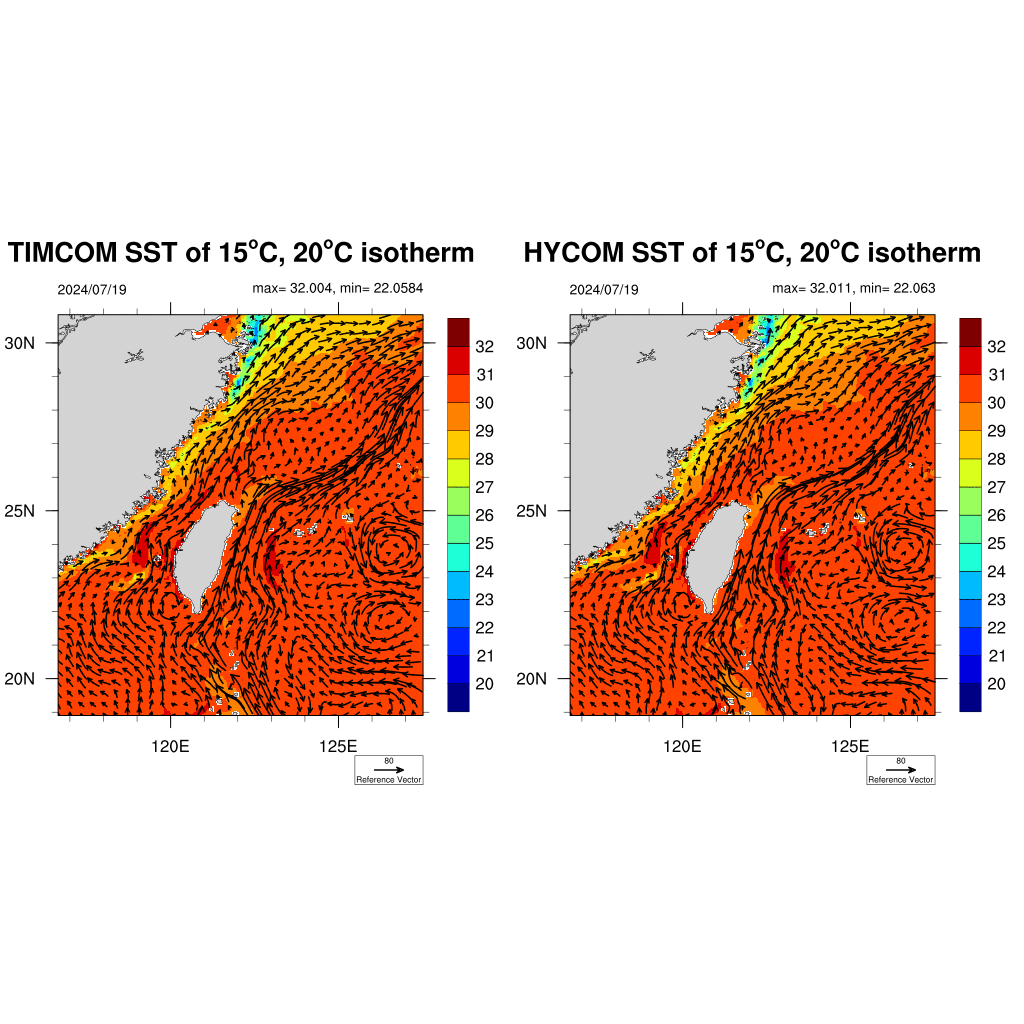 TIMCOM SST of 15°C, 20°C isotherm
2024/07/19
max= 32.004, min= 22.0584
30N
25N
20N
120E
125E
32
31
30
29
28
27
26
25
24
23
22
21
20
80
Reference Vector
HYCOM SST of 15°C, 20°C isotherm
2024/07/19
max= 32.011, min= 22.063
30N
25N
20N
120E
125E
32
31
30
29
28
27
26
25
24
23
22
21
20
80
Reference Vector